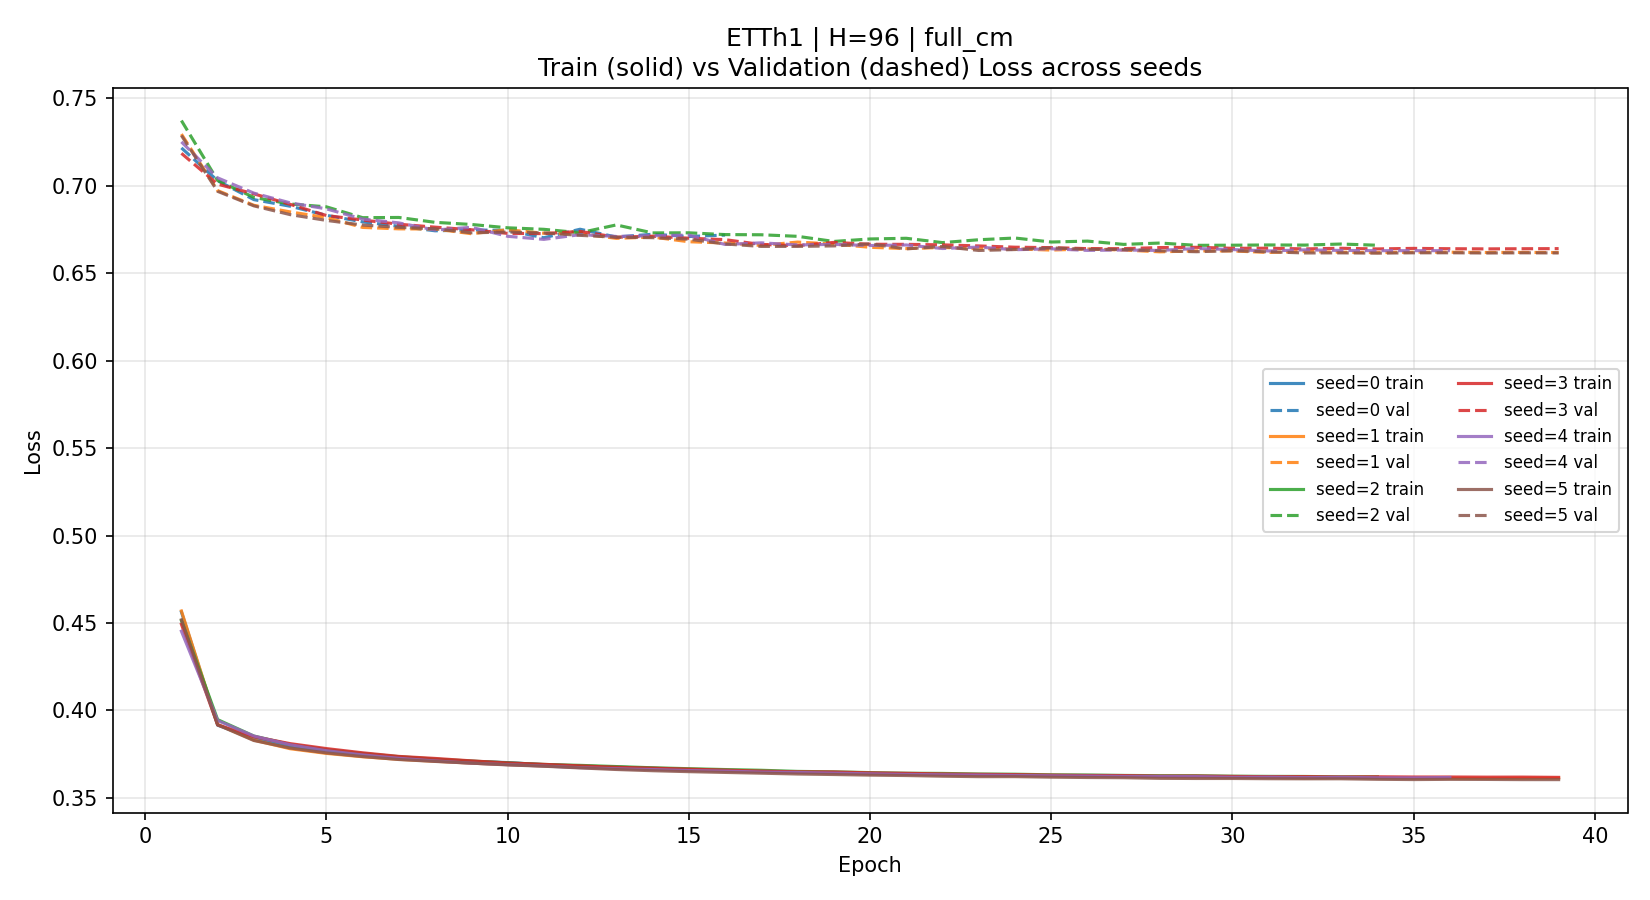 ETTh1 | H=96 | full_cm
Train (solid) vs Validation (dashed) Loss across seeds
0.75
0.70
0.65
0.60
0.55
0.50
0.45
0.40
0.35
Loss
seed=0 train
seed=0 val
seed=1 train
seed=1 val
seed=2 train
seed=2 val
seed=3 train
seed=3 val
seed=4 train
seed=4 val
seed=5 train
seed=5 val
0 5 10 15 20 25 30 35 40
Epoch